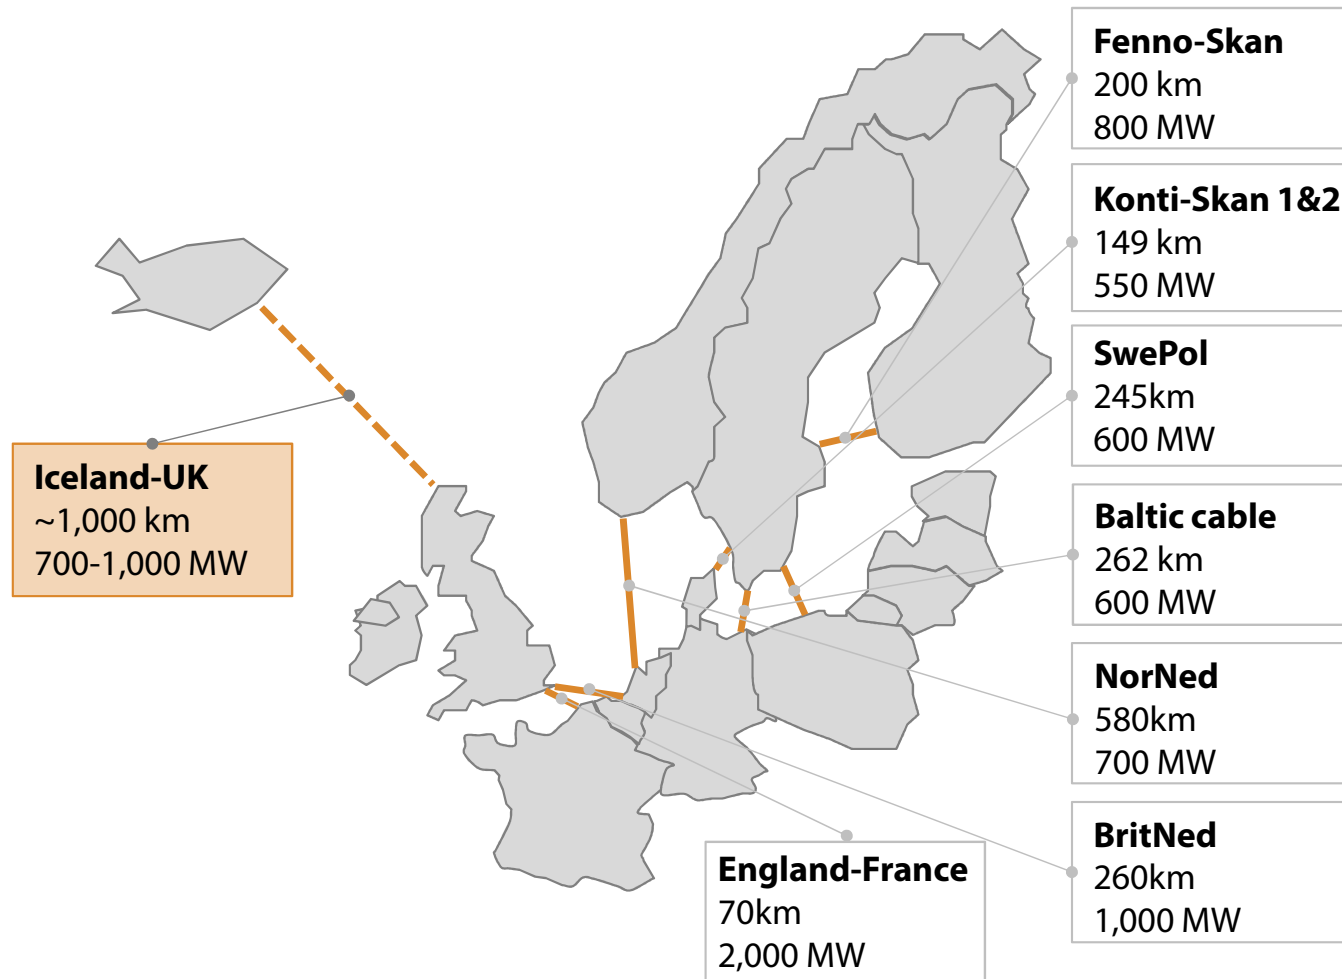 Fenno-Skan
200 km
800 MW
Konti-Skan 1&2
149 km
550 MW
SwePol
245km
600 MW
Baltic cable
262 km
600 MW
NorNed
580km
700 MW
BritNed
260km
1,000 MW
England-France
70km
2,000 MW
Iceland-UK
~1,000 km
700-1,000 MW